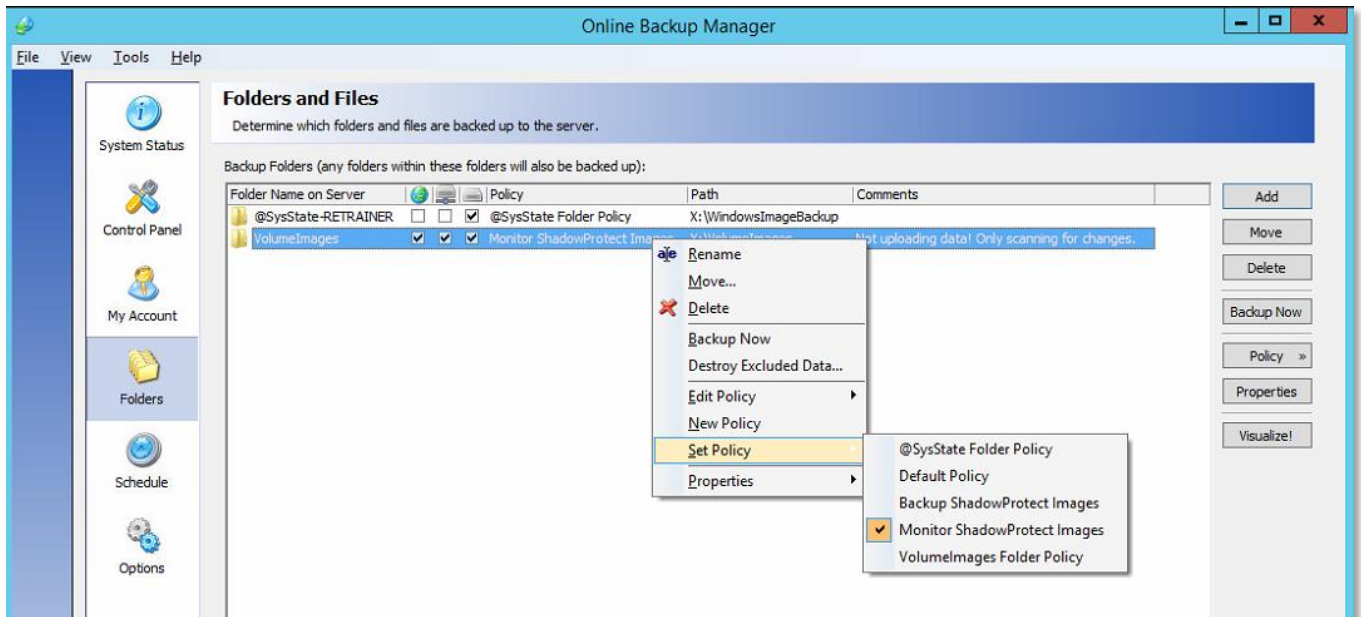 Online Backup Manager
File View Tools Help
Folders and Files
Determine which folders and files are backed up to the server.
System Status
Backup Folders (any folders within these folders will also be backed up):
Folder Name on Server Policy Path Comments
@SysState-RETRAINER @SysState Folder Policy X:\WindowsImageBackup
VolumeImages Monitor ShadowProtect Images X:\VolumeImages Not uploading data! Only scanning for changes.
Control Panel
My Account
Folders
Schedule
Options
Add
Move
Delete
Backup Now
Policy »
Properties
Visualize!
Rename
Move...
Delete
Backup Now
Destroy Excluded Data...
Edit Policy
New Policy
Set Policy
Properties
@SysState Folder Policy
Default Policy
Backup ShadowProtect Images
Monitor ShadowProtect Images
VolumeImages Folder Policy